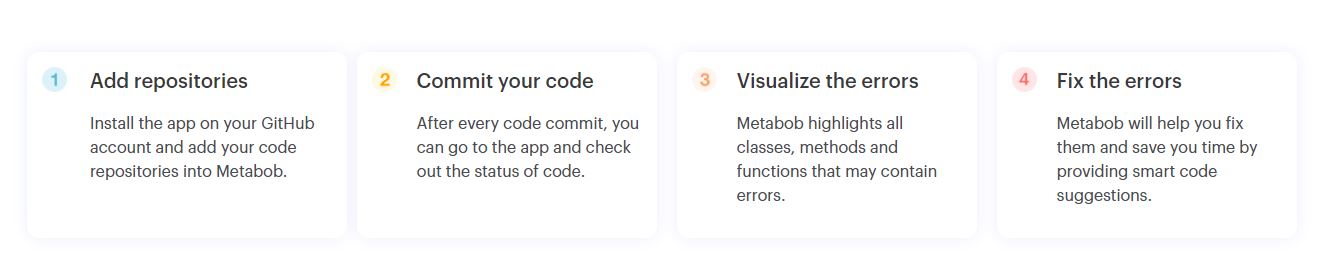 1
Add repositories
Install the app on your GitHub
account and add your code
repositories into Metabob.
2
Commit your code
After every code commit, you
can go to the app and check
out the status of code.
3
Visualize the errors
Metabob highlights all
classes, methods and
functions that may contain
errors.
4
Fix the errors
Metabob will help you fix
them and save you time by
providing smart code
suggestions.